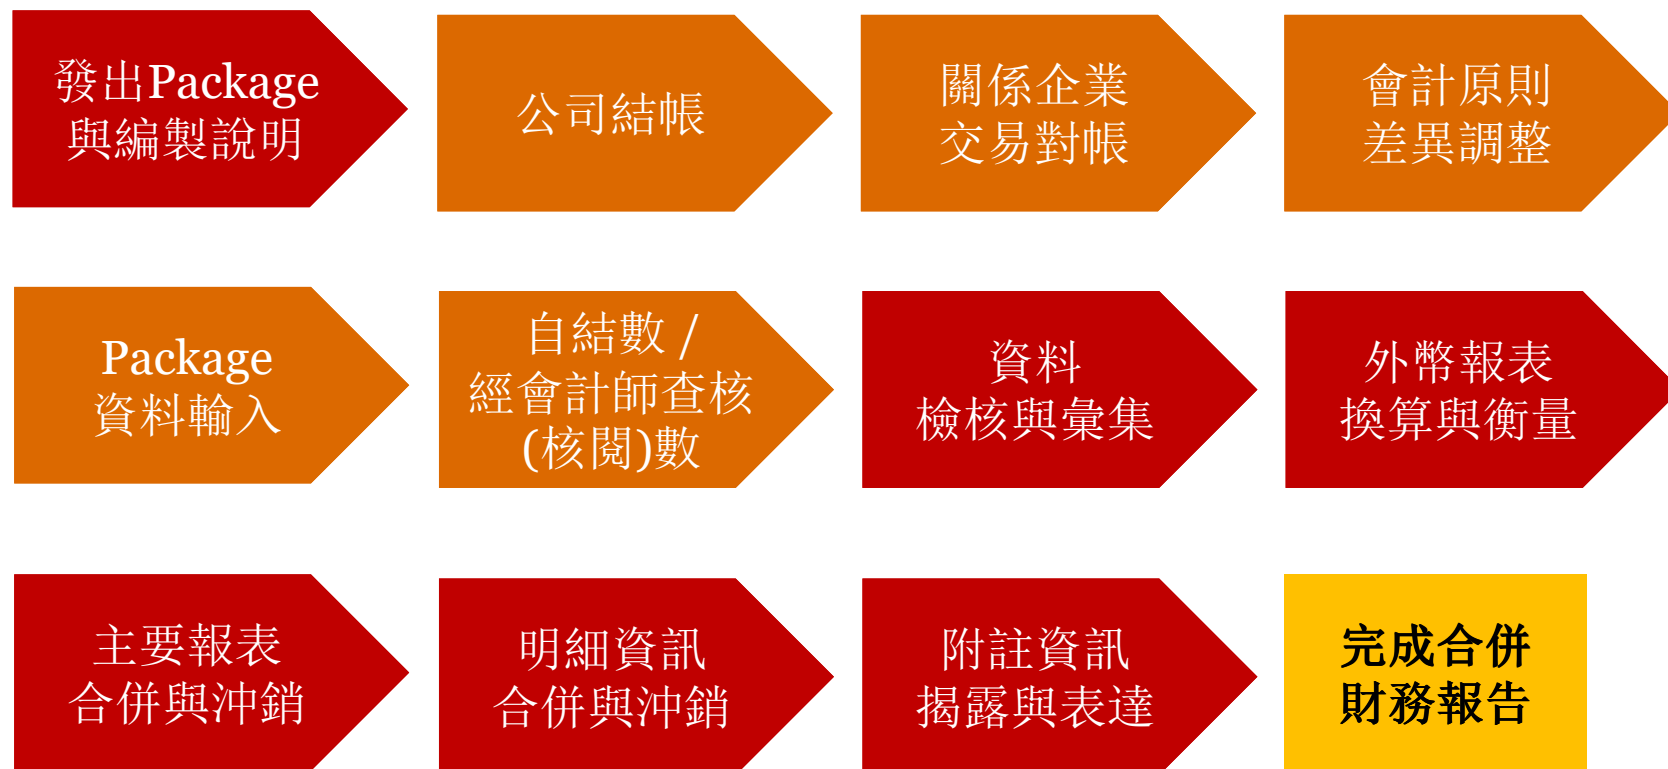 發出Package
與編製說明
公司結帳
關係企業
交易對帳
會計原則
差異調整
Package
資料輸入
自結數 /
經會計師查核
(核閱)數
資料
檢核與彙集
外幣報表
換算與衡量
主要報表
合併與沖銷
明細資訊
合併與沖銷
附註資訊
揭露與表達
完成合併
財務報告